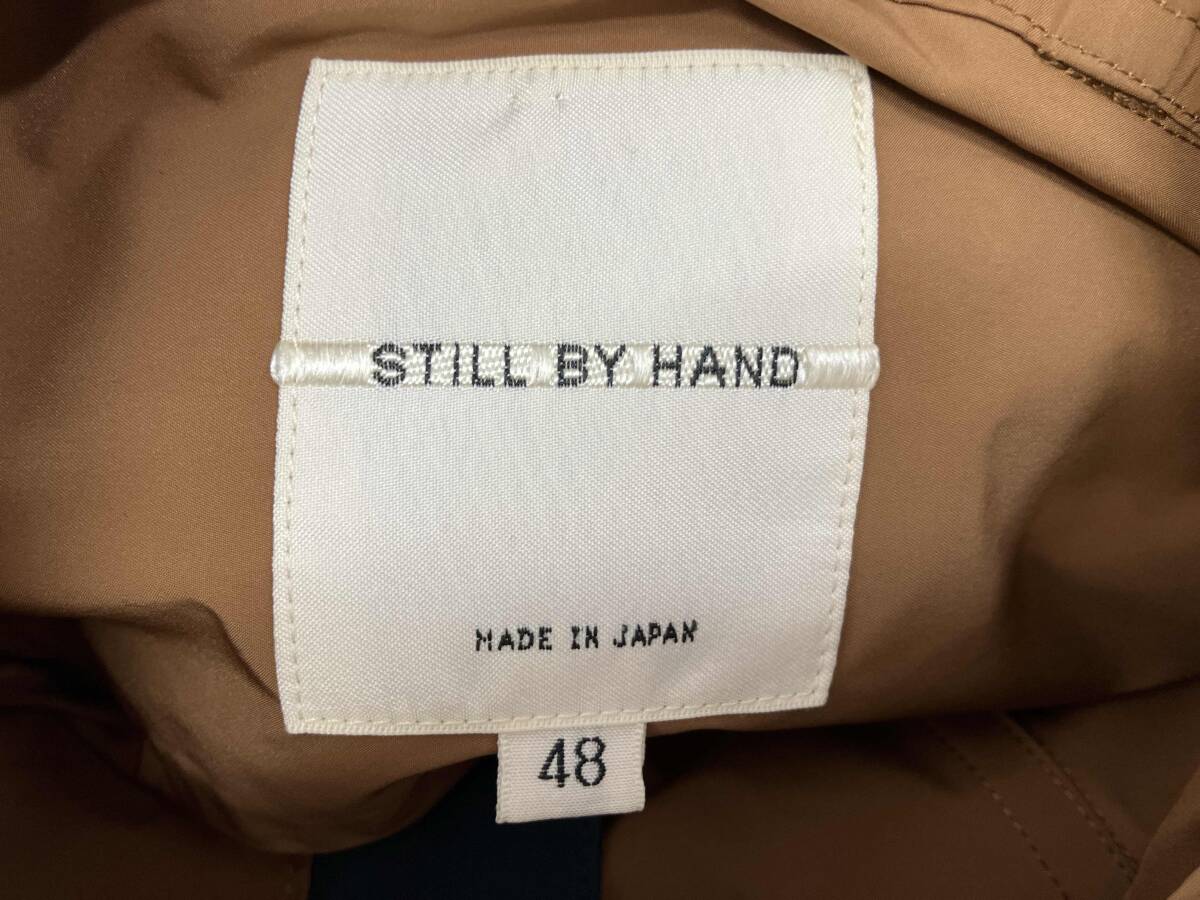 STILL BY HAND
MADE IN JAPAN
48